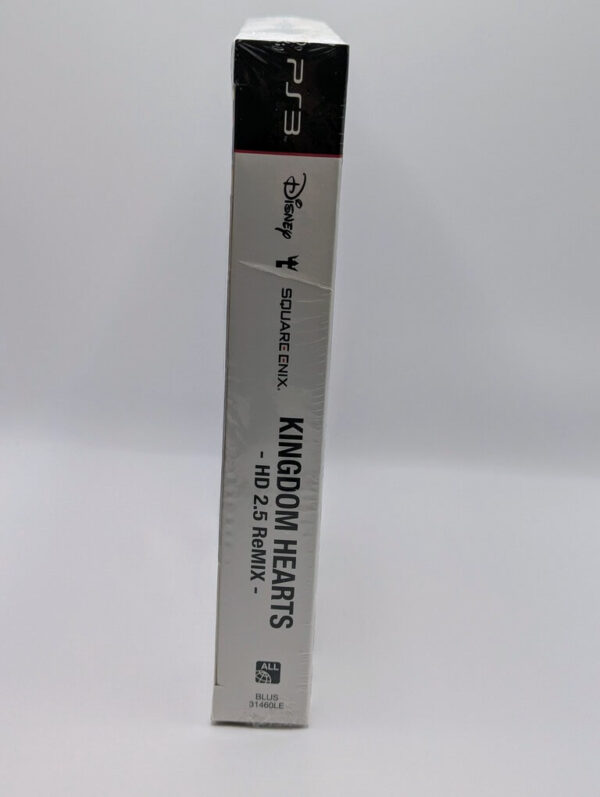 PS3
Disney
SQUARE ENIX.
KINGDOM HEARTS
- HD 2.5 ReMIX -
ALL
BLUS
31460LE